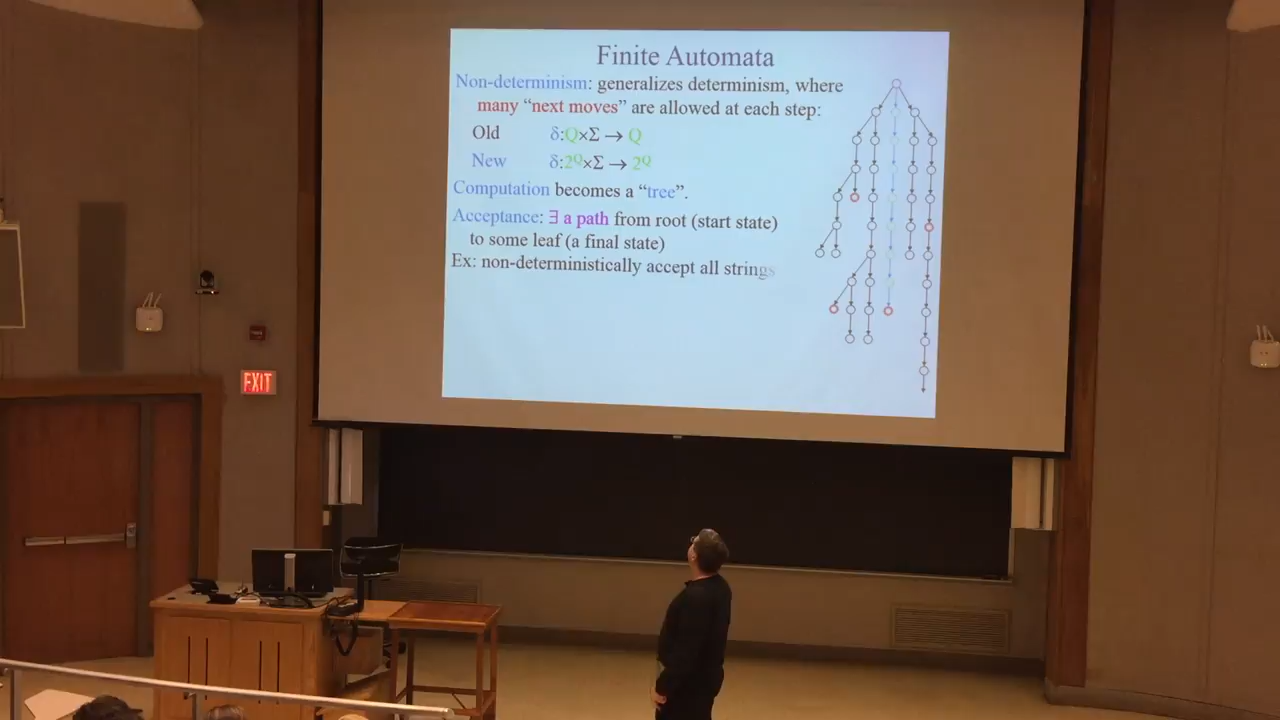 Finite Automata
Non-determinism: generalizes determinism, where
many “next moves” are allowed at each step:
Old δ:Q×Σ → Q
New δ:2^Q×Σ → 2^Q
Computation becomes a “tree”.
Acceptance: ∃ a path from root (start state)
to some leaf (a final state)
Ex: non-deterministically accept all strings
EXIT